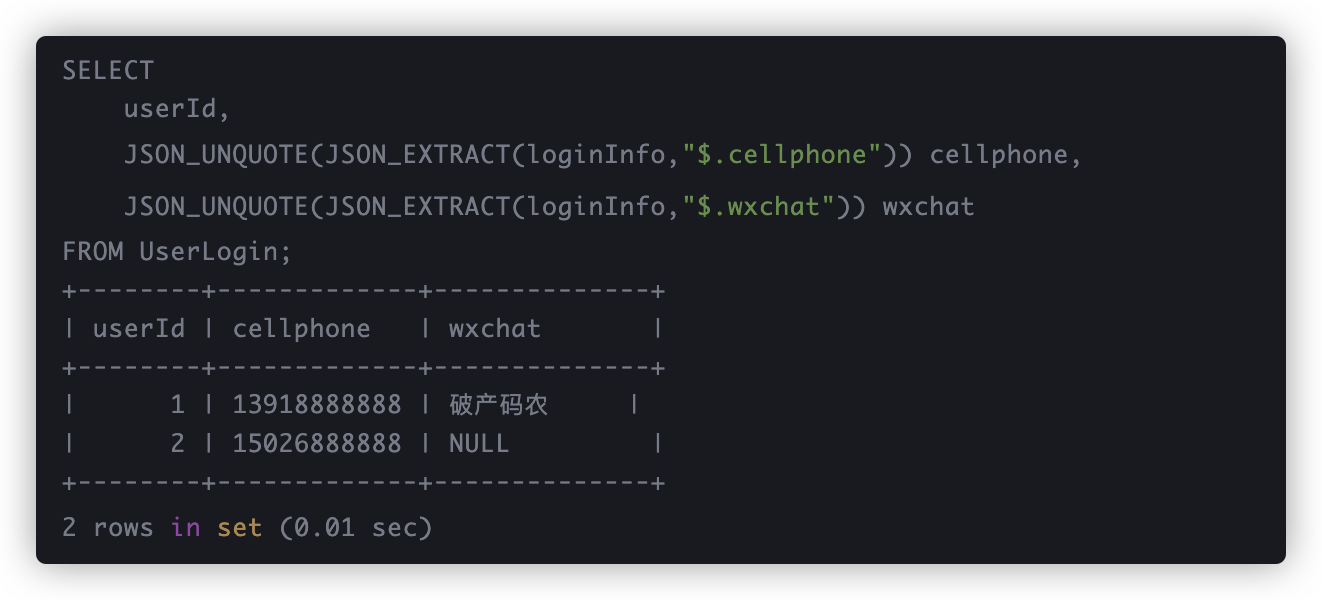 SELECT
    userId,
    JSON_UNQUOTE(JSON_EXTRACT(loginInfo,"$.cellphone")) cellphone,
    JSON_UNQUOTE(JSON_EXTRACT(loginInfo,"$.wxchat")) wxchat
FROM UserLogin;
+--------+-------------+--------------+
| userId | cellphone   | wxchat       |
+--------+-------------+--------------+
|      1 | 13918888888 | 破产码农     |
|      2 | 15026888888 | NULL         |
+--------+-------------+--------------+
2 rows in set (0.01 sec)